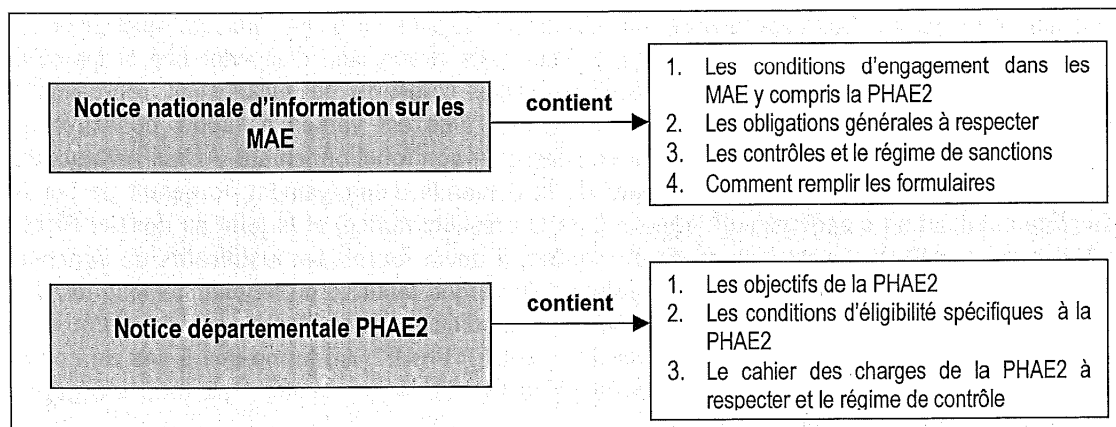 Notice nationale d'information sur les
MAE
contient
1. Les conditions d'engagement dans les
MAE y compris la PHAE2
2. Les obligations générales à respecter
3. Les contrôles et le régime de sanctions
4. Comment remplir les formulaires
Notice départementale PHAE2
contient
1. Les objectifs de la PHAE2
2. Les conditions d'éligibilité spécifiques à la
PHAE2
3. Le cahier des charges de la PHAE2 à
respecter et le régime de contrôle